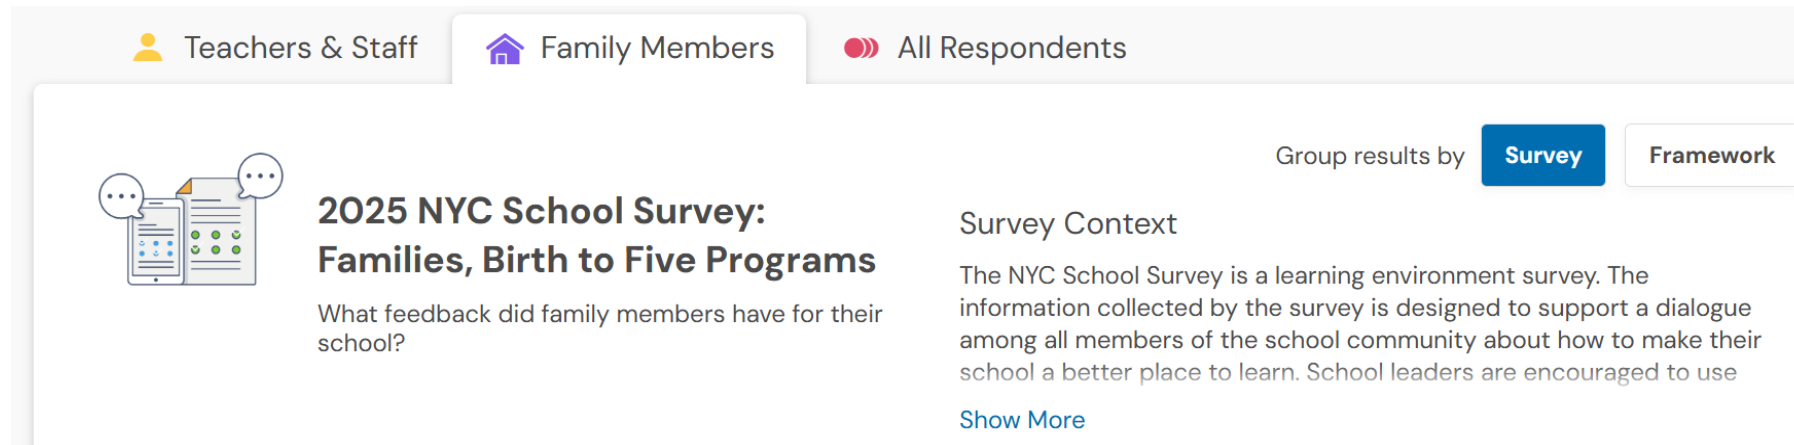 Teachers & Staff
Family Members
All Respondents
Group results by
Survey
Framework
2025 NYC School Survey:
Families, Birth to Five Programs
What feedback did family members have for their
school?
Survey Context
The NYC School Survey is a learning environment survey. The
information collected by the survey is designed to support a dialogue
among all members of the school community about how to make their
school a better place to learn. School leaders are encouraged to use
Show More